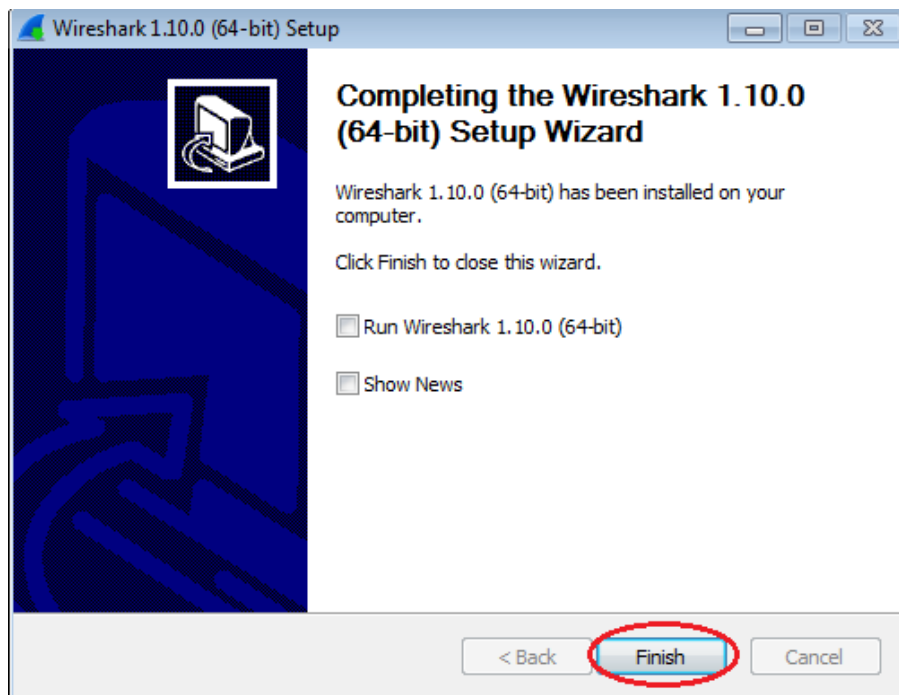 Wireshark 1.10.0 (64-bit) Setup
Completing the Wireshark 1.10.0
(64-bit) Setup Wizard
Wireshark 1.10.0 (64-bit) has been installed on your
computer.
Click Finish to close this wizard.
Run Wireshark 1.10.0 (64-bit)
Show News
< Back Finish Cancel